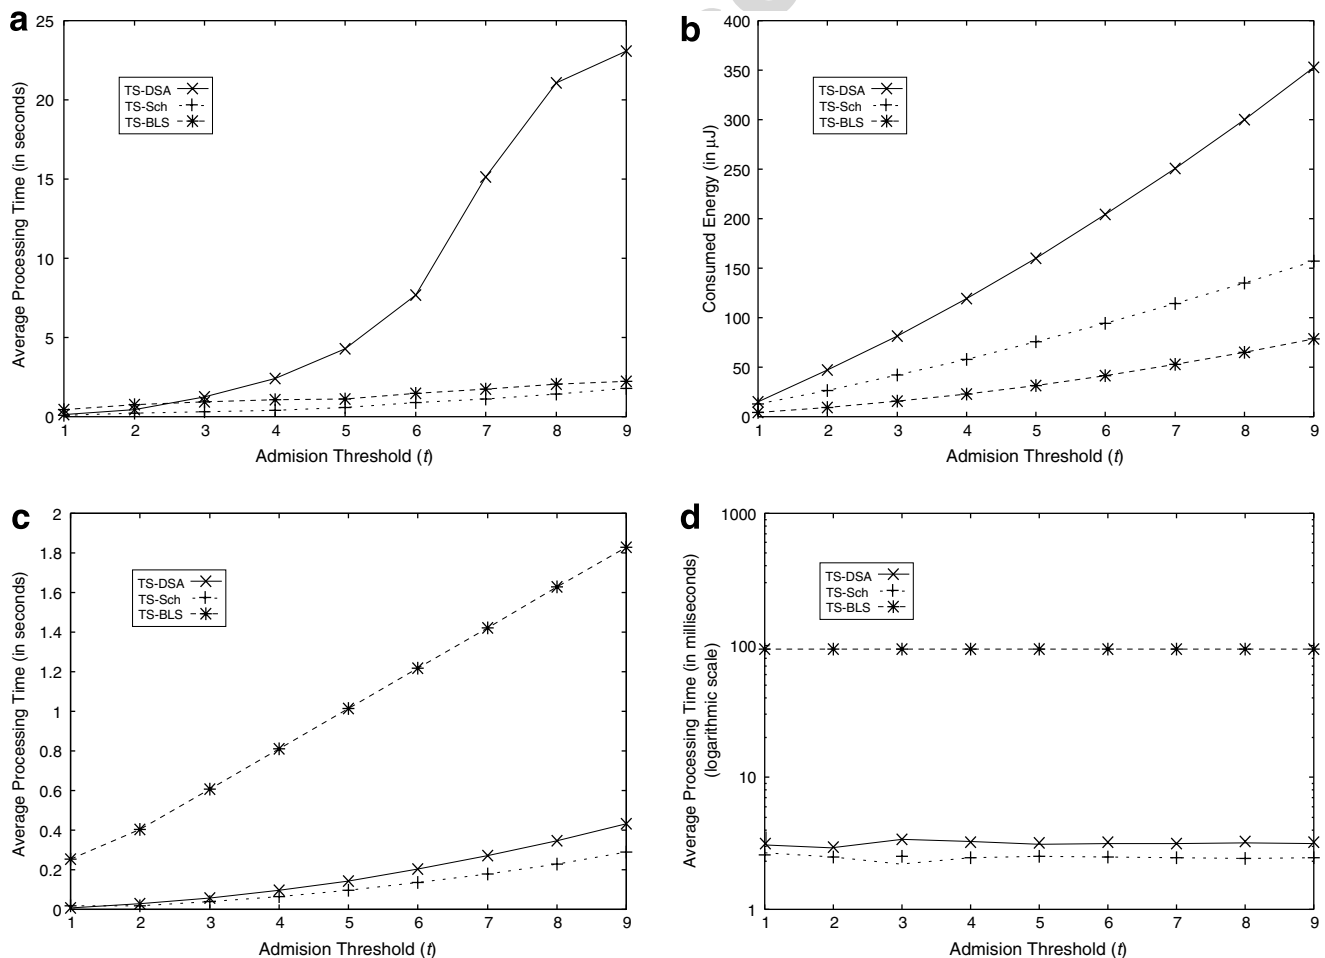 a
25
20
15
10
5
0
1 2 3 4 5 6 7 8 9
Average Processing Time (in seconds)
Admision Threshold (t)
TS-DSA
TS-Sch
TS-BLS
b
400
350
300
250
200
150
100
50
0
1 2 3 4 5 6 7 8 9
Consumed Energy (in μJ)
Admision Threshold (t)
TS-DSA
TS-Sch
TS-BLS
c
2
1.8
1.6
1.4
1.2
1
0.8
0.6
0.4
0.2
0
1 2 3 4 5 6 7 8 9
Average Processing Time (in seconds)
Admision Threshold (t)
TS-DSA
TS-Sch
TS-BLS
d
1000
100
10
1
1 2 3 4 5 6 7 8 9
Average Processing Time (in milliseconds)
(logarithmic scale)
Admision Threshold (t)
TS-DSA
TS-Sch
TS-BLS